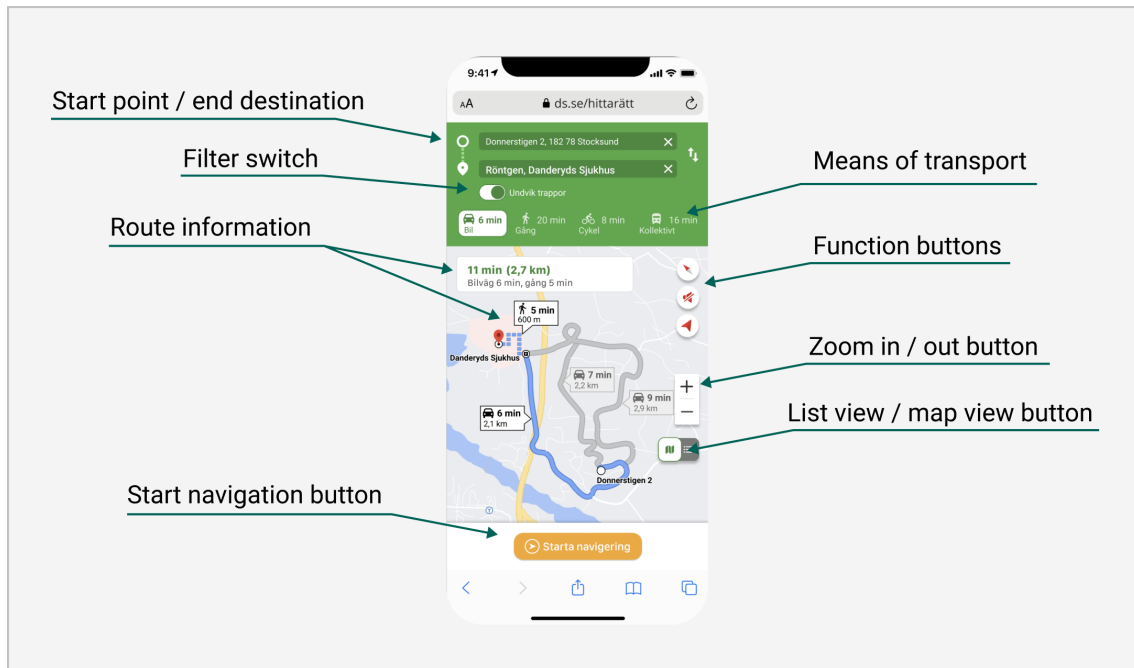 9:41
Start point / end destination
AA
ds.se/hittarätt
Donnerstigen 2, 182 78 Stocksund
Filter switch
Röntgen, Danderyds Sjukhus
Means of transport
Undvik trappor
6 min
Bil
20 min
Gång
8 min
Cykel
16 min
Kollektivt
Route information
Function buttons
11 min (2,7 km)
Bilväg 6 min, gång 5 min
5 min
600 m
Danderyds Sjukhus
Zoom in / out button
7 min
2,2 km
9 min
2,9 km
6 min
2,1 km
List view / map view button
Donnerstigen 2
Start navigation button
Starta navigering